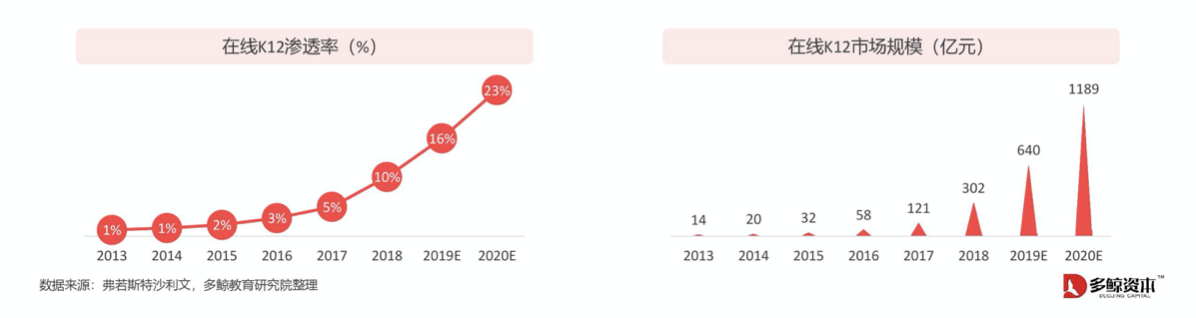 在线K12渗透率（%）
1% 1% 2% 3% 5% 10% 16% 23%
2013 2014 2015 2016 2017 2018 2019E 2020E
在线K12市场规模（亿元）
14 20 32 58 121 302 640 1189
2013 2014 2015 2016 2017 2018 2019E 2020E
数据来源：弗若斯特沙利文，多鲸教育研究院整理
多鲸资本™
DUOJING CAPITAL